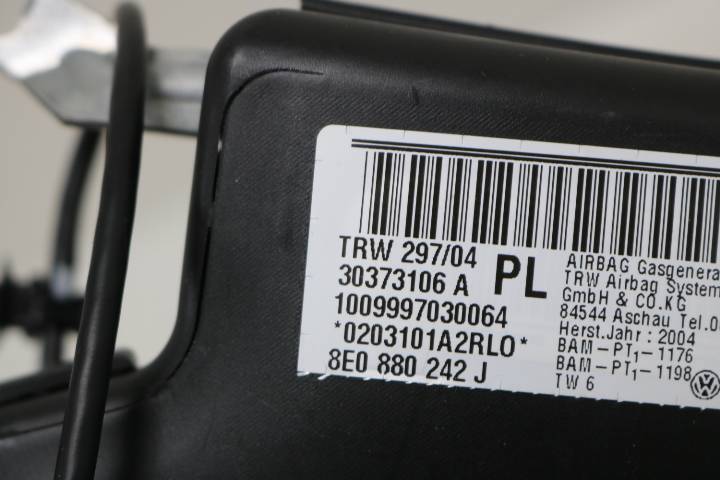 TRW 297/04
30373106 A
1009997030064
*0203101A2RLO*
8E0 880 242 J
PL
AIRBAG Gasgenera
TRW Airbag System
GmbH & CO.KG
84544 Aschau Tel.0
Herst.Jahr: 2004
BAM-PT1-1176
BAM-PT1-1198
TW 6